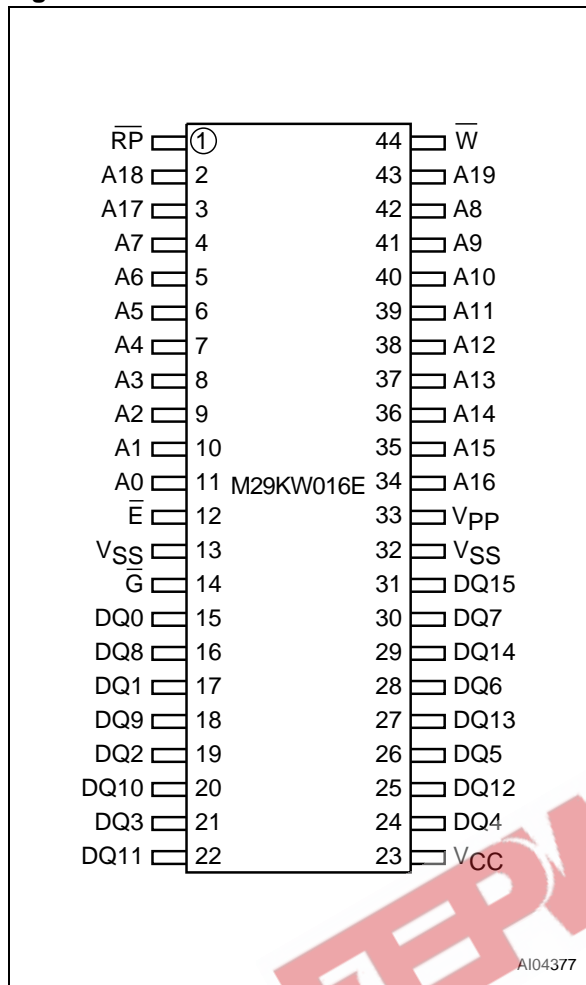 R̅P̅ 1 44 W̅
A18 2 43 A19
A17 3 42 A8
A7 4 41 A9
A6 5 40 A10
A5 6 39 A11
A4 7 38 A12
A3 8 37 A13
A2 9 36 A14
A1 10 35 A15
A0 11 M29KW016E 34 A16
E̅ 12 33 VPP
VSS 13 32 VSS
G̅ 14 31 DQ15
DQ0 15 30 DQ7
DQ8 16 29 DQ14
DQ1 17 28 DQ6
DQ9 18 27 DQ13
DQ2 19 26 DQ5
DQ10 20 25 DQ12
DQ3 21 24 DQ4
DQ11 22 23 VCC
AI04377